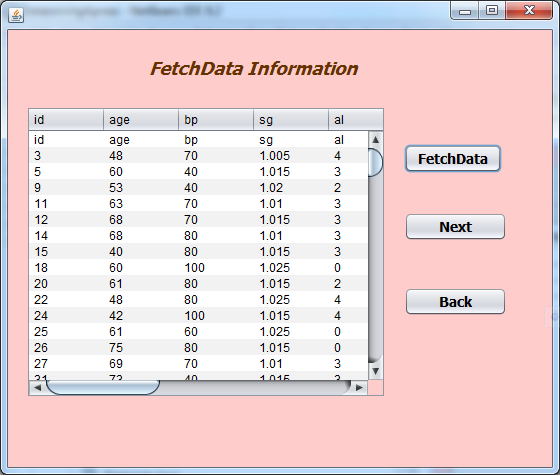 FetchData Information
id age bp sg al
id age bp sg al
3 48 70 1.005 4
5 60 40 1.015 3
9 53 40 1.02 2
11 63 70 1.01 3
12 68 70 1.015 3
14 68 80 1.01 3
15 40 80 1.015 3
18 60 100 1.025 0
20 61 80 1.015 2
22 48 80 1.025 4
24 42 100 1.015 4
25 61 60 1.025 0
26 75 80 1.015 0
27 69 70 1.01 3
31 73 40 1.015 3
FetchData
Next
Back